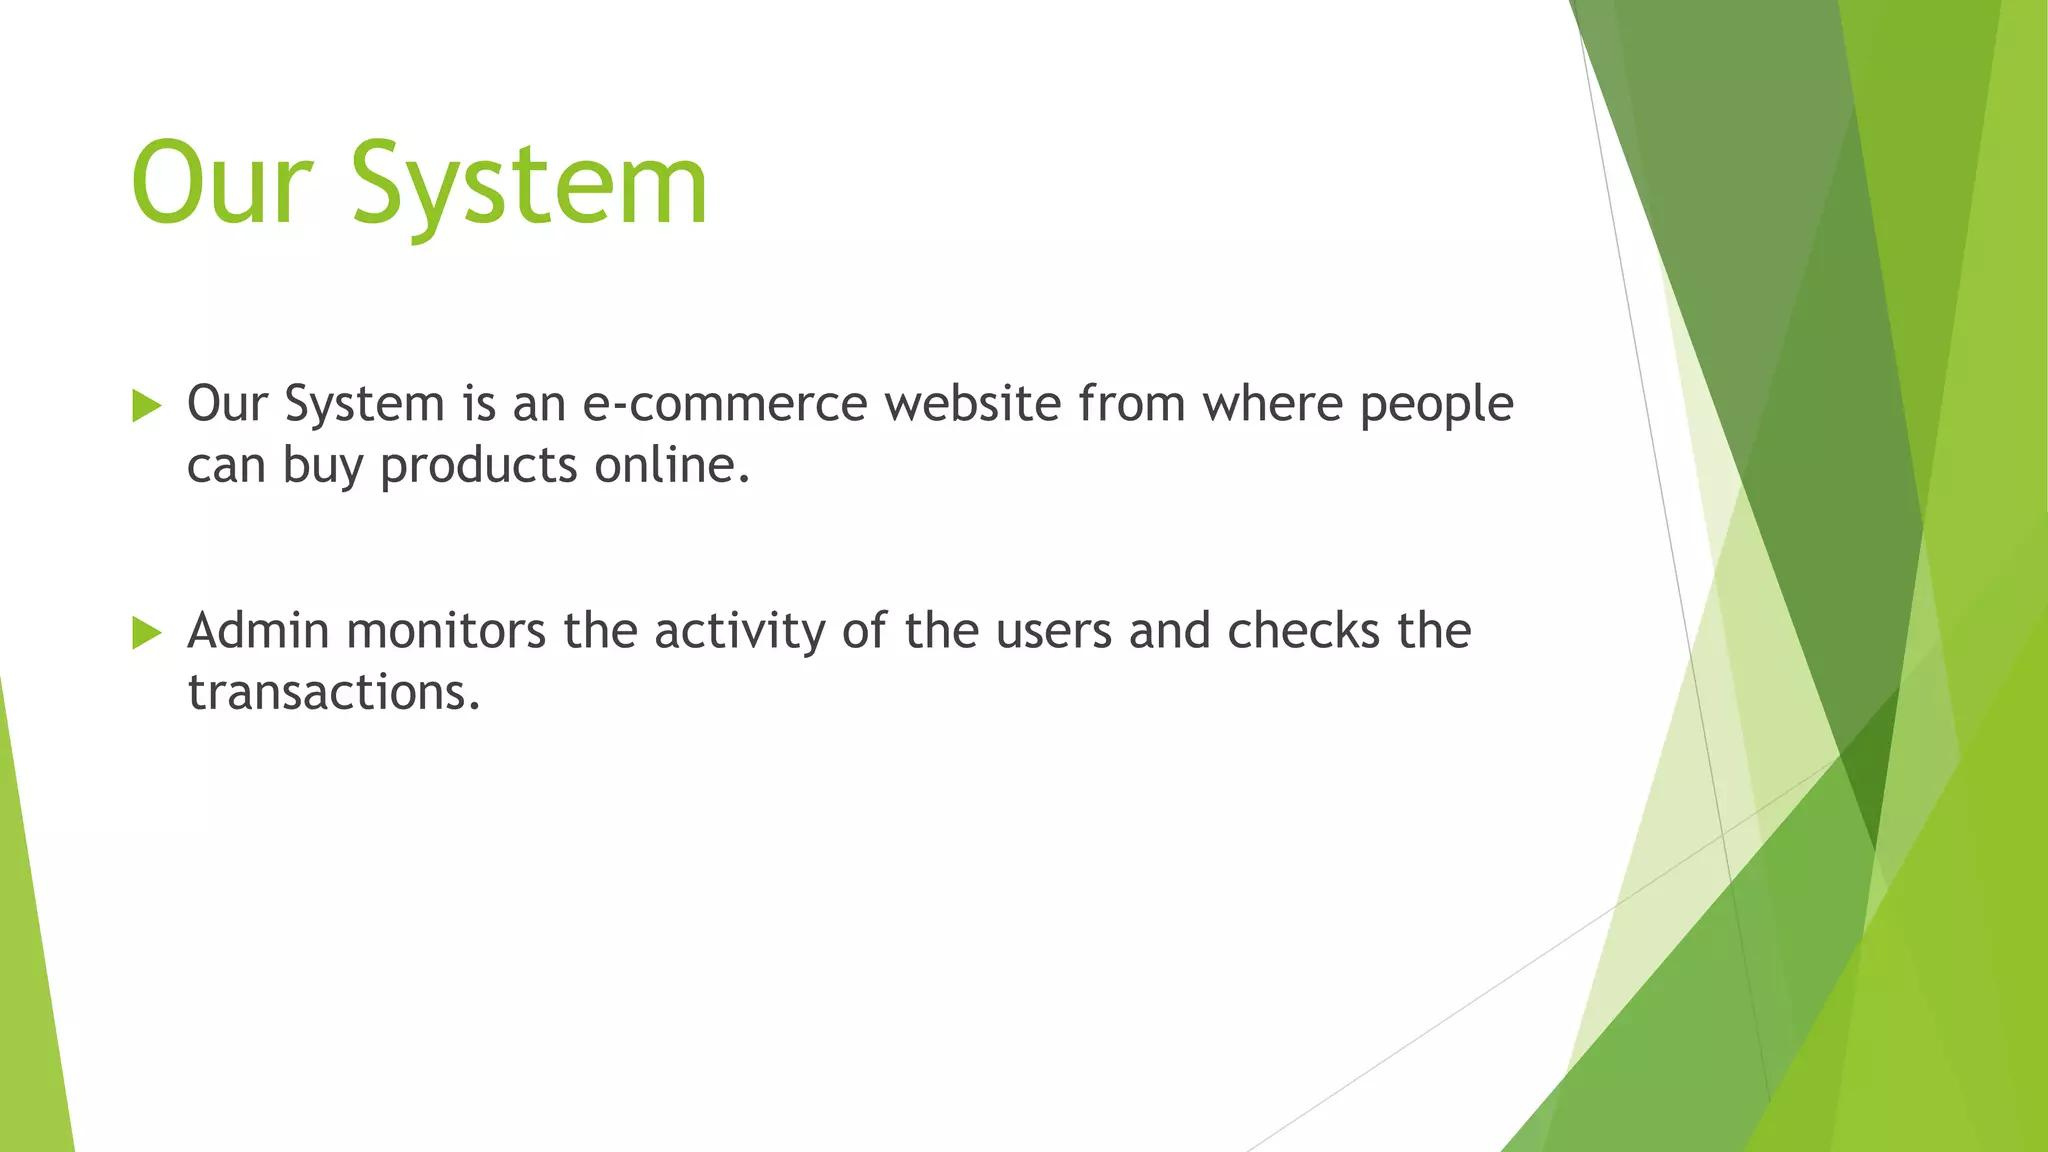 Our System
Our System is an e-commerce website from where people
can buy products online.
Admin monitors the activity of the users and checks the
transactions.